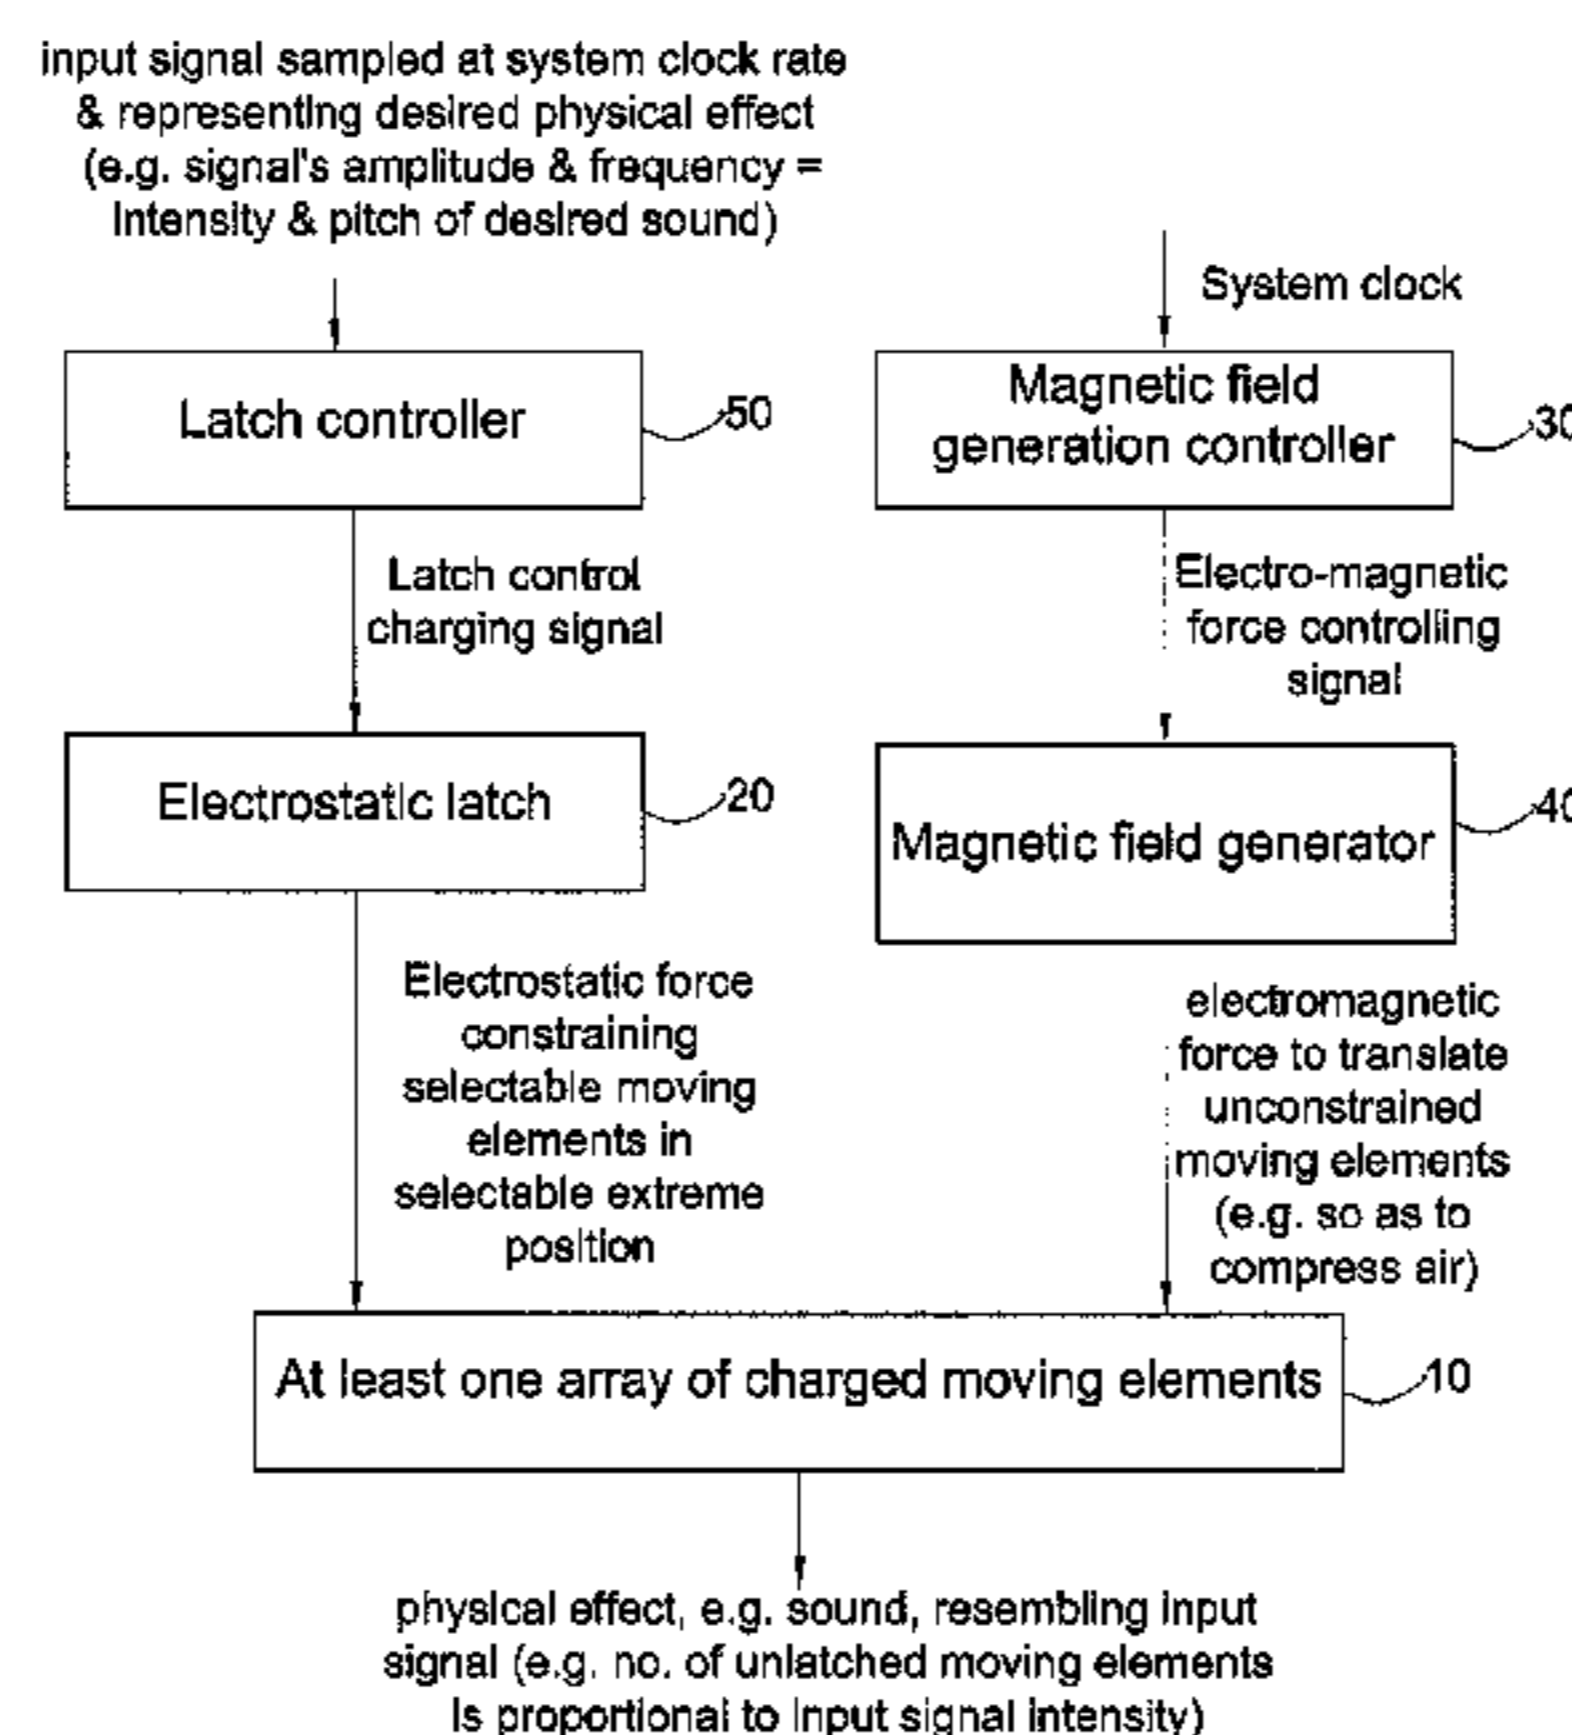 input signal sampled at system clock rate
& representing desired physical effect
(e.g. signal's amplitude & frequency =
Intensity & pitch of desired sound)
System clock
Latch controller
50
Magnetic field
generation controller
30
Latch control
charging signal
Electro-magnetic
force controlling
signal
Electrostatic latch
20
Magnetic field generator
40
Electrostatic force
constraining
selectable moving
elements in
selectable extreme
position
electromagnetic
force to translate
unconstrained
moving elements
(e.g. so as to
compress air)
At least one array of charged moving elements
10
physical effect, e.g. sound, resembling input
signal (e.g. no. of unlatched moving elements
Is proportional to Input signal intensity)